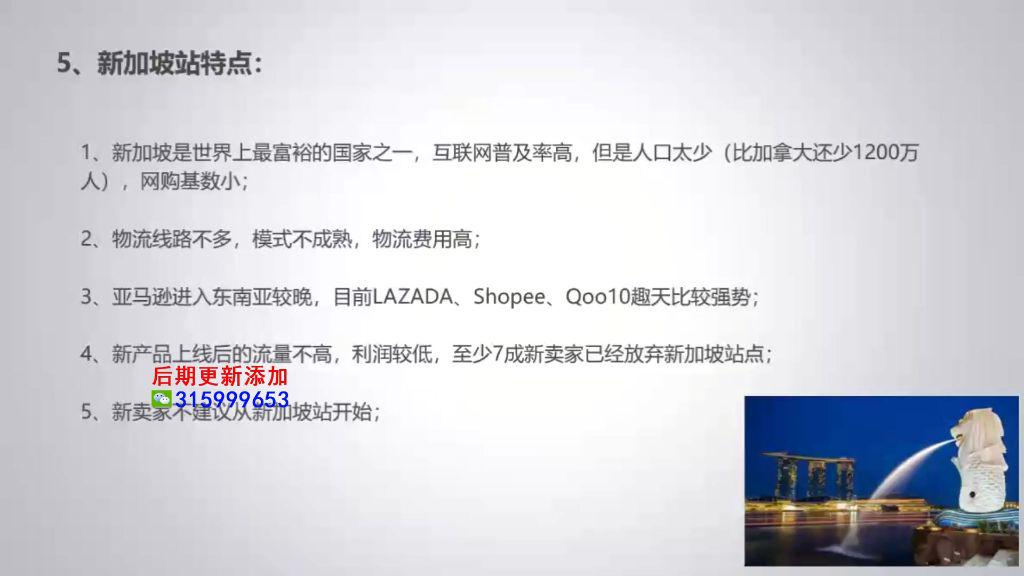 5、新加坡站特点：
1、新加坡是世界上最富裕的国家之一，互联网普及率高，但是人口太少（比加拿大还少1200万
人），网购基数小；
2、物流线路不多，模式不成熟，物流费用高；
3、亚马逊进入东南亚较晚，目前LAZADA、Shopee、Qoo10趣天比较强势；
4、新产品上线后的流量不高，利润较低，至少7成新卖家已经放弃新加坡站点；
后期更新添加
315999653
5、新卖家不建议从新加坡站开始；